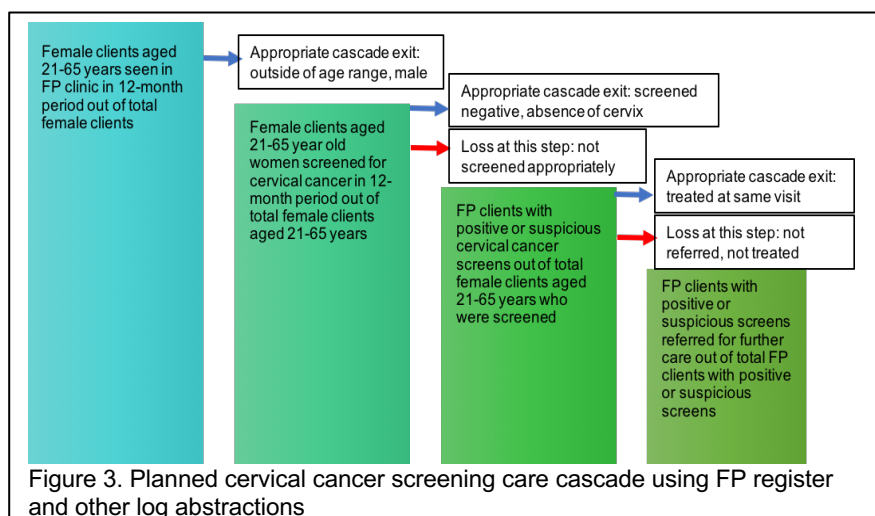 Female clients aged
21-65 years seen in
FP clinic in 12-month
period out of total
female clients
Appropriate cascade exit:
outside of age range, male
Female clients aged
21-65 year old
women screened for
cervical cancer in 12-
month period out of
total female clients
aged 21-65 years
Appropriate cascade exit: screened
negative, absence of cervix
Loss at this step: not
screened appropriately
FP clients with
positive or suspicious
cervical cancer
screens out of total
female clients aged
21-65 years who
were screened
Appropriate cascade exit:
treated at same visit
Loss at this step: not
referred, not treated
FP clients with
positive or
suspicious screens
referred for further
care out of total FP
clients with positive
or suspicious
screens
Figure 3. Planned cervical cancer screening care cascade using FP register
and other log abstractions